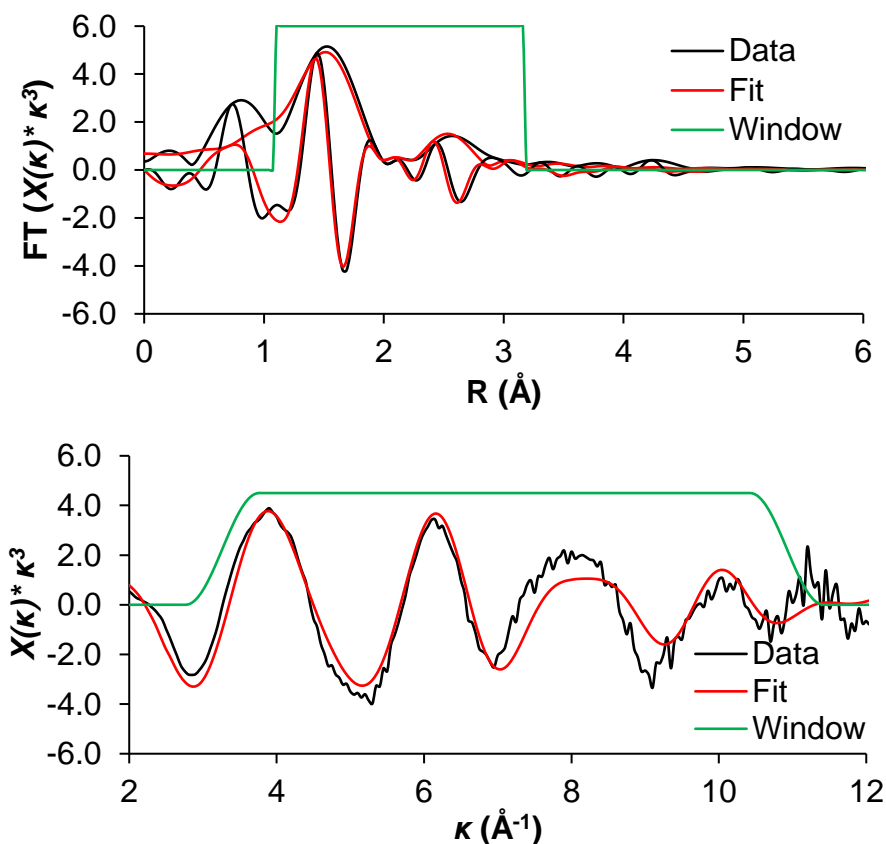 6.0
4.0
2.0
0.0
-2.0
-4.0
-6.0
FT (X(κ)* κ³)
Data
Fit
Window
0 1 2 3 4 5 6
R (Å)
6.0
4.0
2.0
0.0
-2.0
-4.0
-6.0
X(κ)* κ³
Data
Fit
Window
2 4 6 8 10 12
κ (Å⁻¹)